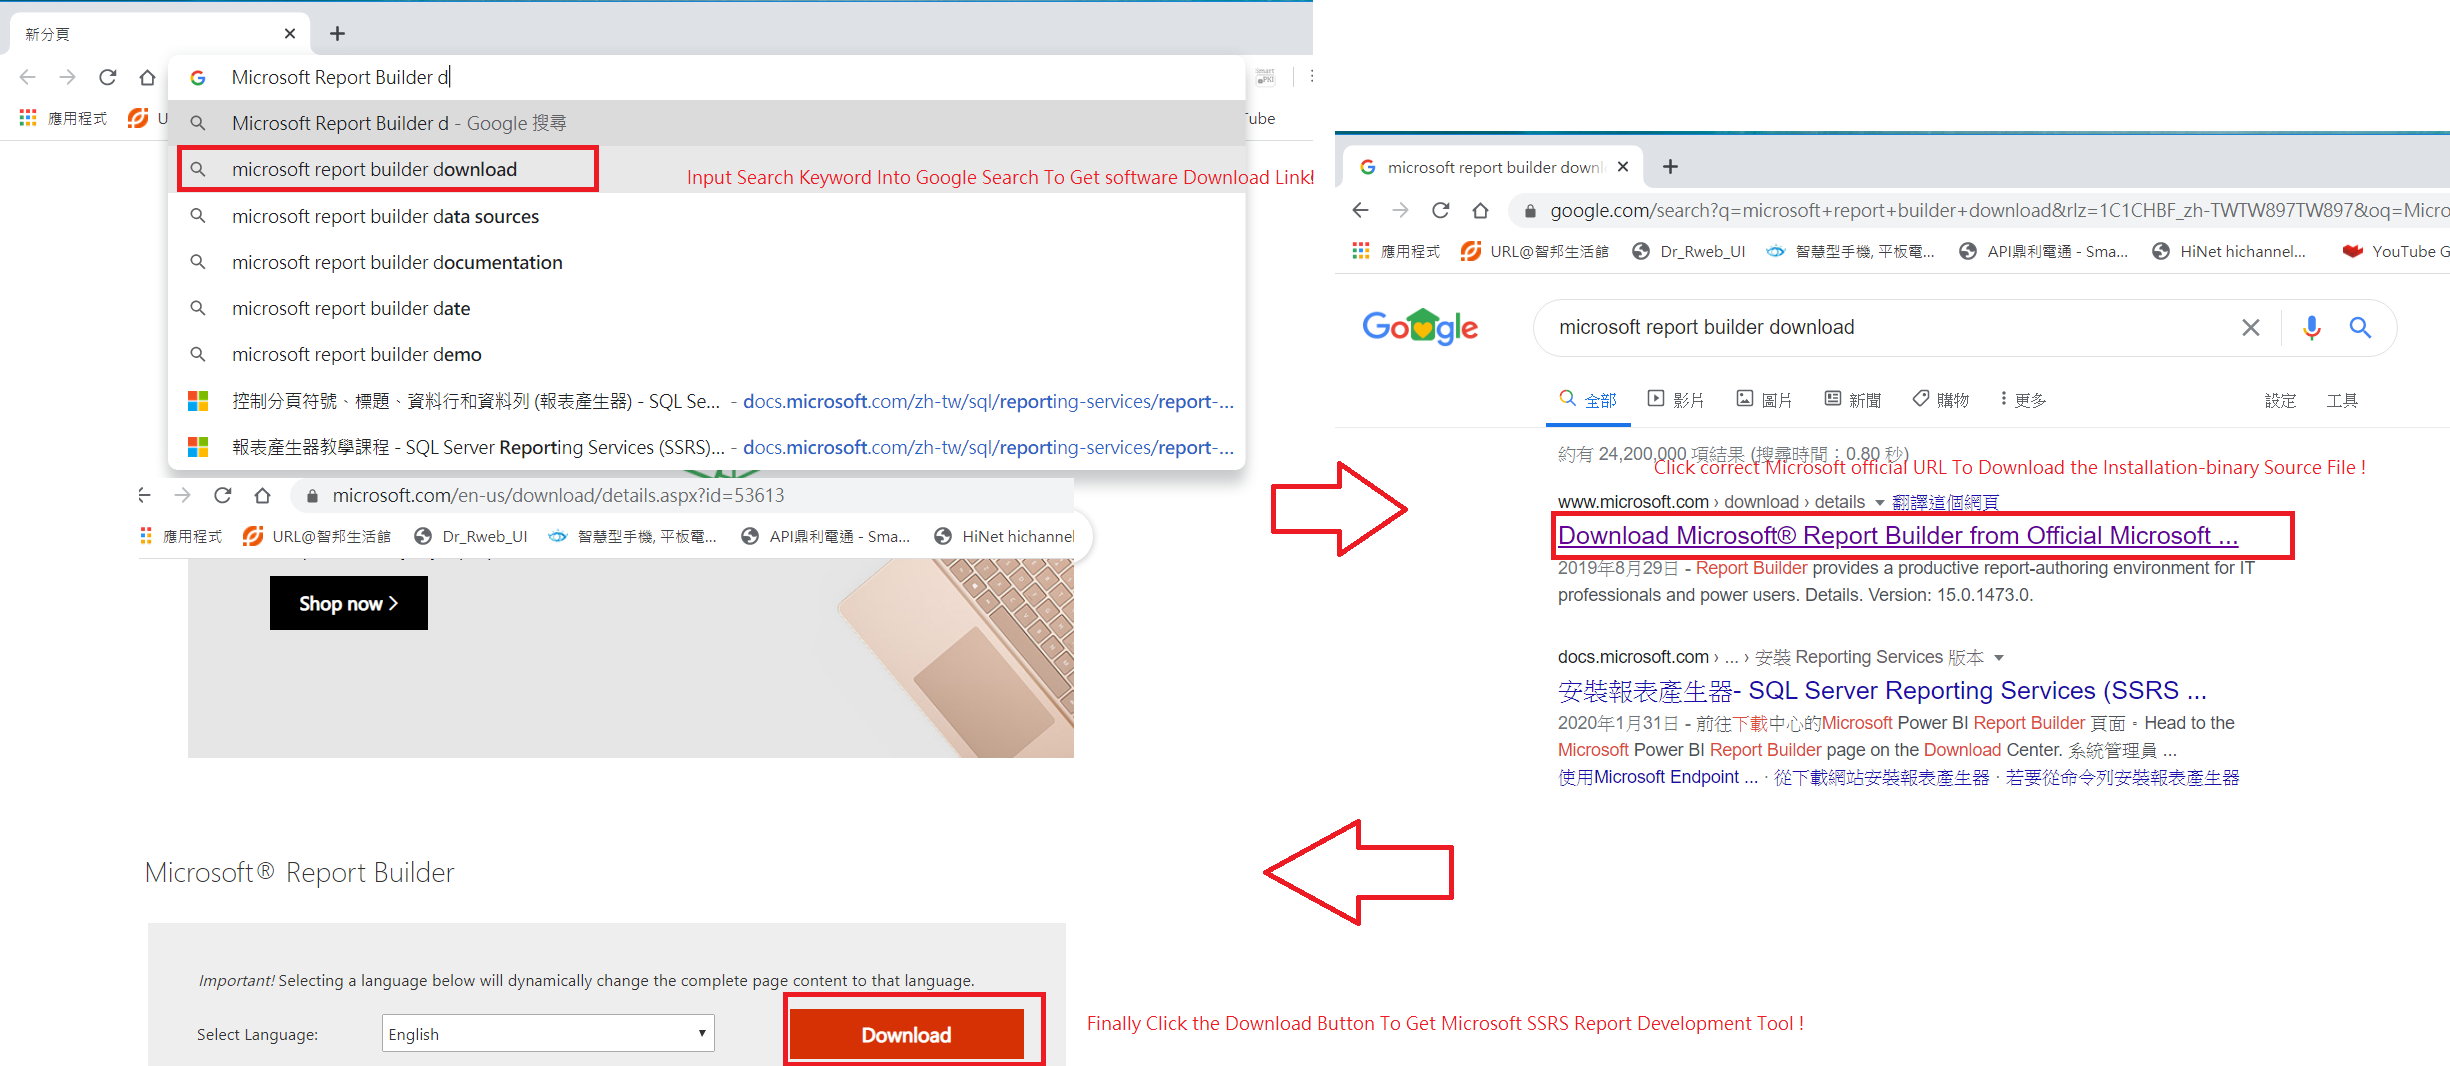 新分頁
Microsoft Report Builder d
Smart
PKI
應用程式
U
Tube
Microsoft Report Builder d - Google 搜尋
microsoft report builder download
Input Search Keyword Into Google Search To Get software Download Link!
microsoft report builder data sources
microsoft report builder documentation
microsoft report builder date
microsoft report builder demo
控制分頁符號、標題、資料行和資料列 (報表產生器) - SQL Se... - docs.microsoft.com/zh-tw/sql/reporting-services/report-...
報表產生器教學課程 - SQL Server Reporting Services (SSRS)... - docs.microsoft.com/zh-tw/sql/reporting-services/report-...
microsoft report builder downl
google.com/search?q=microsoft+report+builder+download&rlz=1C1CHBF_zh-TWTW897TW897&oq=Micro
應用程式 URL@智邦生活館 Dr_Rweb_UI 智慧型手機, 平板電... API鼎利電通 - Sma... HiNet hichannel... YouTube G
Google
microsoft report builder download
全部 影片 圖片 新聞 購物 更多 設定 工具
約有 24,200,000 項結果 (搜尋時間：0.80 秒)
Click correct Microsoft official URL To Download the Installation-binary Source File !
www.microsoft.com › download › details 翻譯這個網頁
Download Microsoft® Report Builder from Official Microsoft ...
2019年8月29日 - Report Builder provides a productive report-authoring environment for IT
professionals and power users. Details. Version: 15.0.1473.0.
docs.microsoft.com › ... › 安裝 Reporting Services 版本
安裝報表產生器- SQL Server Reporting Services (SSRS ...
2020年1月31日 - 前往下載中心的Microsoft Power BI Report Builder 頁面。Head to the
Microsoft Power BI Report Builder page on the Download Center. 系統管理員 ...
使用Microsoft Endpoint ... · 從下載網站安裝報表產生器 · 若要從命令列安裝報表產生器
microsoft.com/en-us/download/details.aspx?id=53613
應用程式 URL@智邦生活館 Dr_Rweb_UI 智慧型手機, 平板電... API鼎利電通 - Sma... HiNet hichannel
Shop now
Microsoft® Report Builder
Important! Selecting a language below will dynamically change the complete page content to that language.
Select Language: English Download
Finally Click the Download Button To Get Microsoft SSRS Report Development Tool !